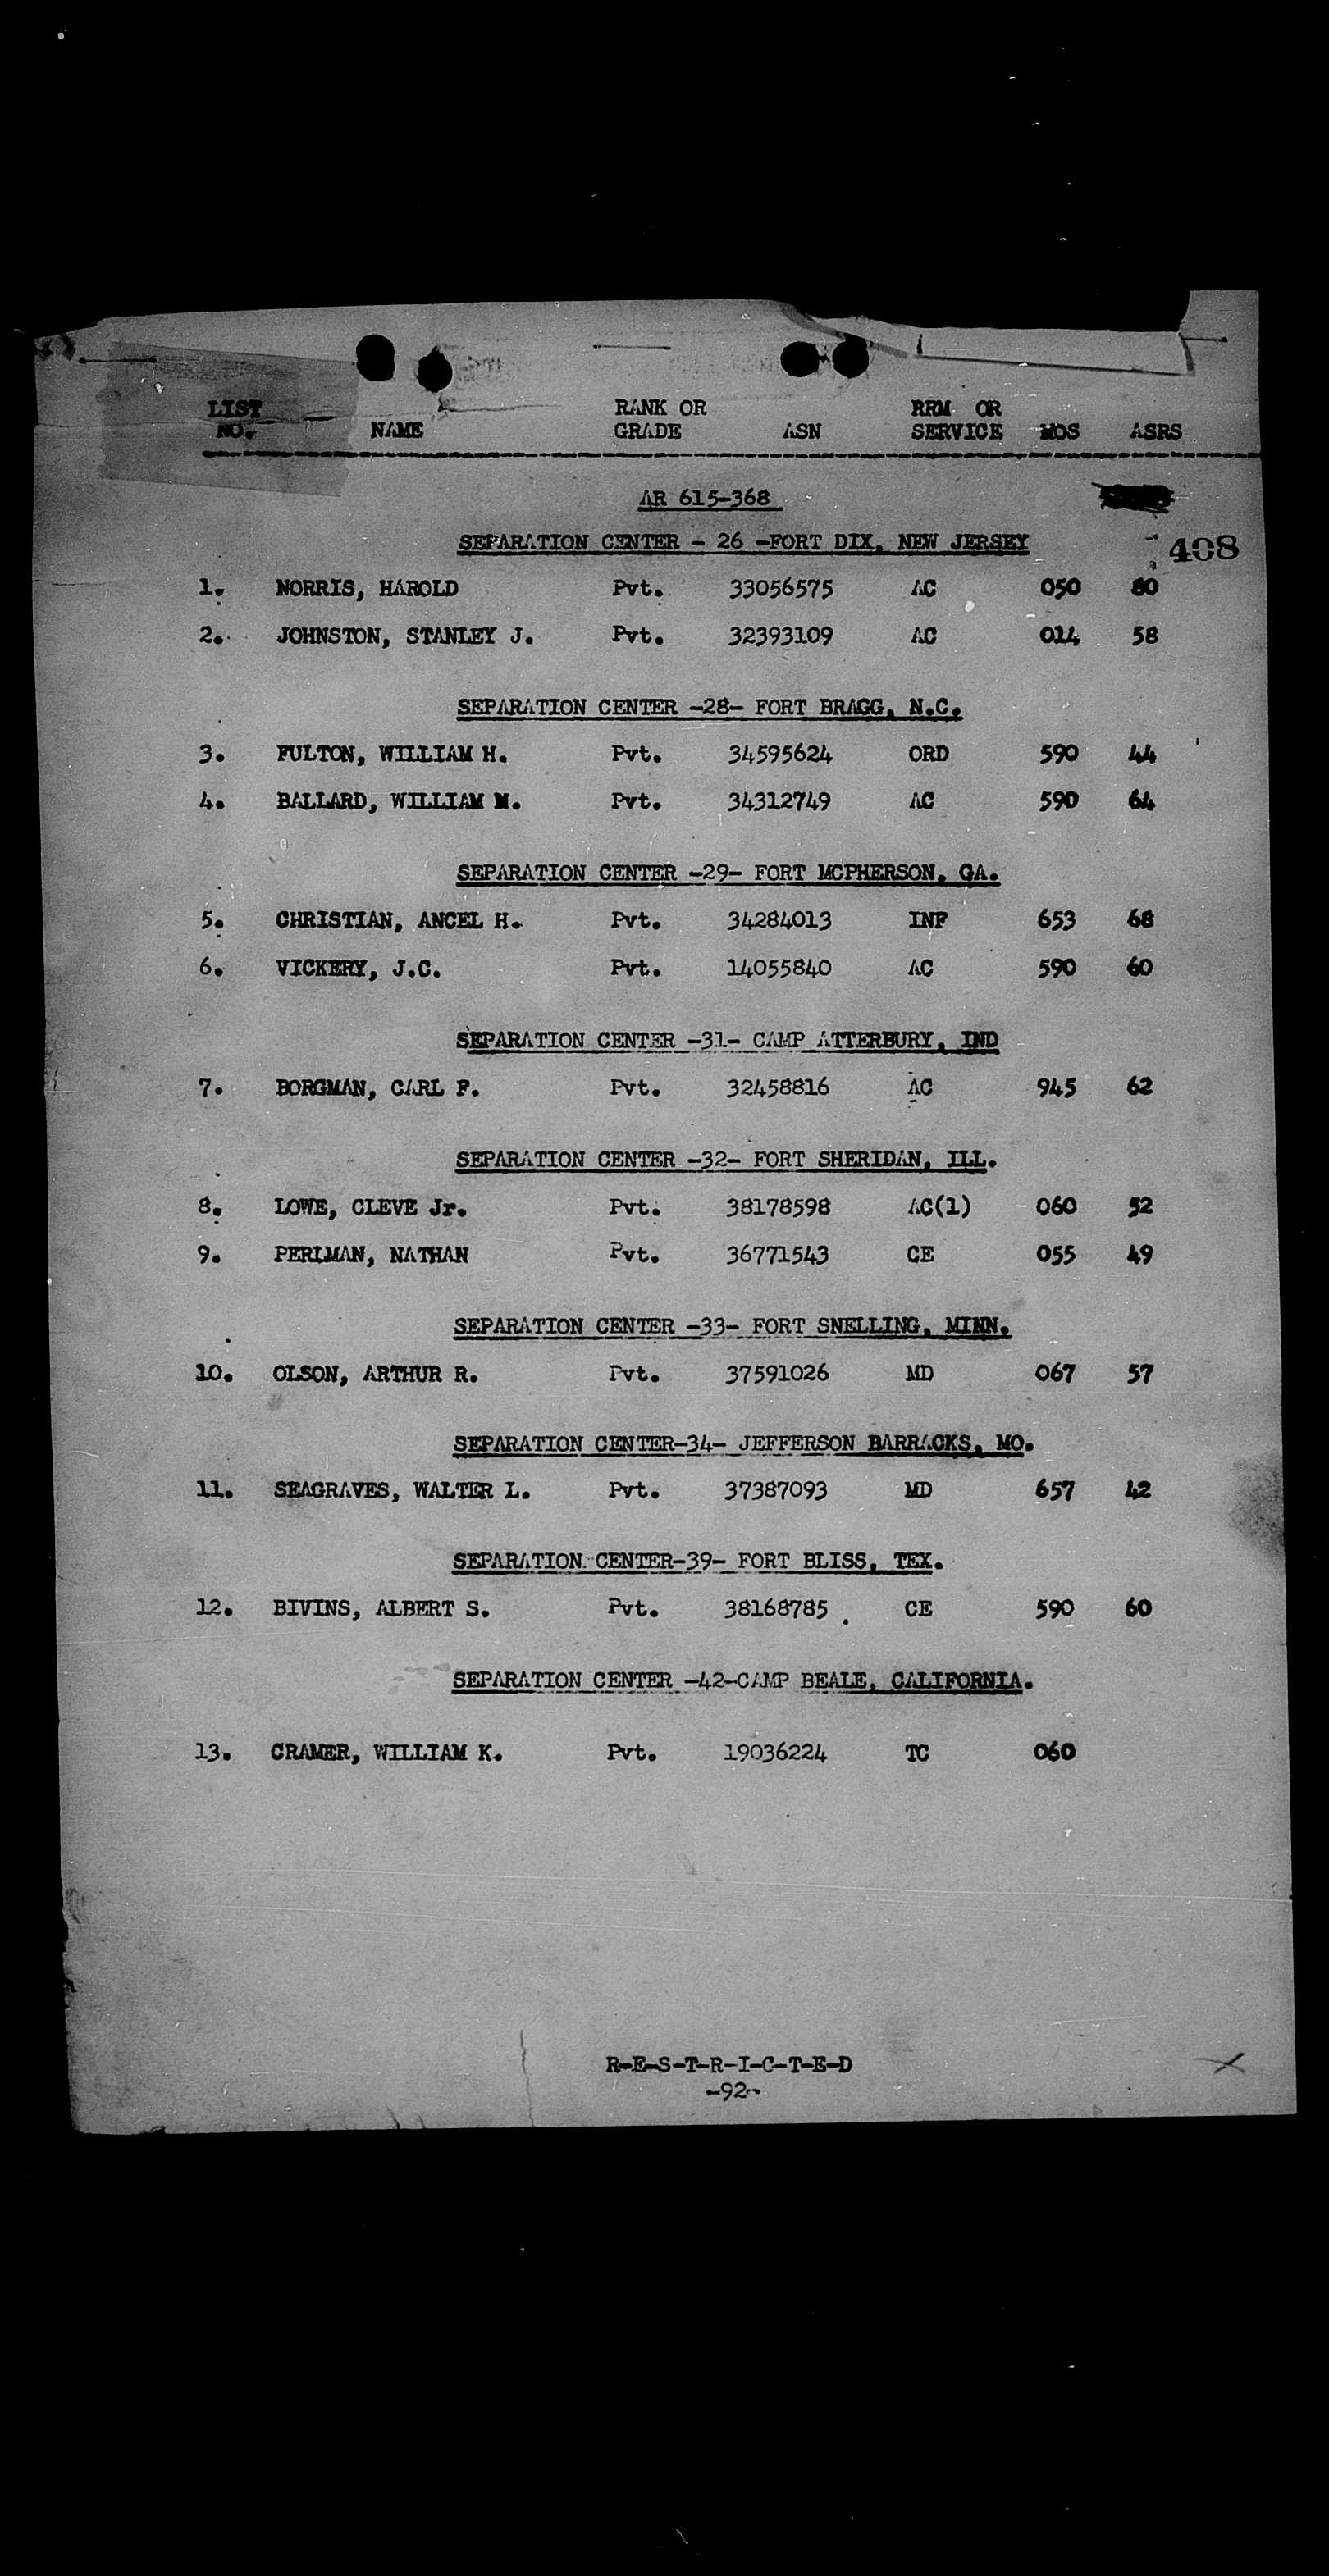 LIST RANK OR RRM OR
NO. NAME GRADE ASN SERVICE MOS ASRS
AR 615-368
SEPARATION CENTER - 26 -FORT DIX, NEW JERSEY
408
1. NORRIS, HAROLD Pvt. 33056575 AC 050 80
2. JOHNSTON, STANLEY J. Pvt. 32393109 AC 014 58
SEPARATION CENTER -28- FORT BRAGG, N.C.
3. FULTON, WILLIAM H. Pvt. 34595624 ORD 590 44
4. BALLARD, WILLIAM M. Pvt. 34312749 AC 590 64
SEPARATION CENTER -29- FORT MCPHERSON, GA.
5. CHRISTIAN, ANCEL H. Pvt. 34284013 INF 653 68
6. VICKERY, J.C. Pvt. 14055840 AC 590 60
SEPARATION CENTER -31- CAMP ATTERBURY, IND
7. BORGMAN, CARL F. Pvt. 32458816 AC 945 62
SEPARATION CENTER -32- FORT SHERIDAN, ILL.
8. LOWE, CLEVE Jr. Pvt. 38178598 AC(1) 060 52
9. PERLMAN, NATHAN Pvt. 36771543 CE 055 49
SEPARATION CENTER -33- FORT SNELLING, MINN.
10. OLSON, ARTHUR R. Pvt. 37591026 MD 067 57
SEPARATION CENTER-34- JEFFERSON BARRACKS, MO.
11. SEAGRAVES, WALTER L. Pvt. 37387093 MD 657 42
SEPARATION CENTER-39- FORT BLISS, TEX.
12. BIVINS, ALBERT S. Pvt. 38168785 CE 590 60
SEPARATION CENTER -42-CAMP BEALE, CALIFORNIA.
13. CRAMER, WILLIAM K. Pvt. 19036224 TC 060
R-E-S-T-R-I-C-T-E-D
-92-